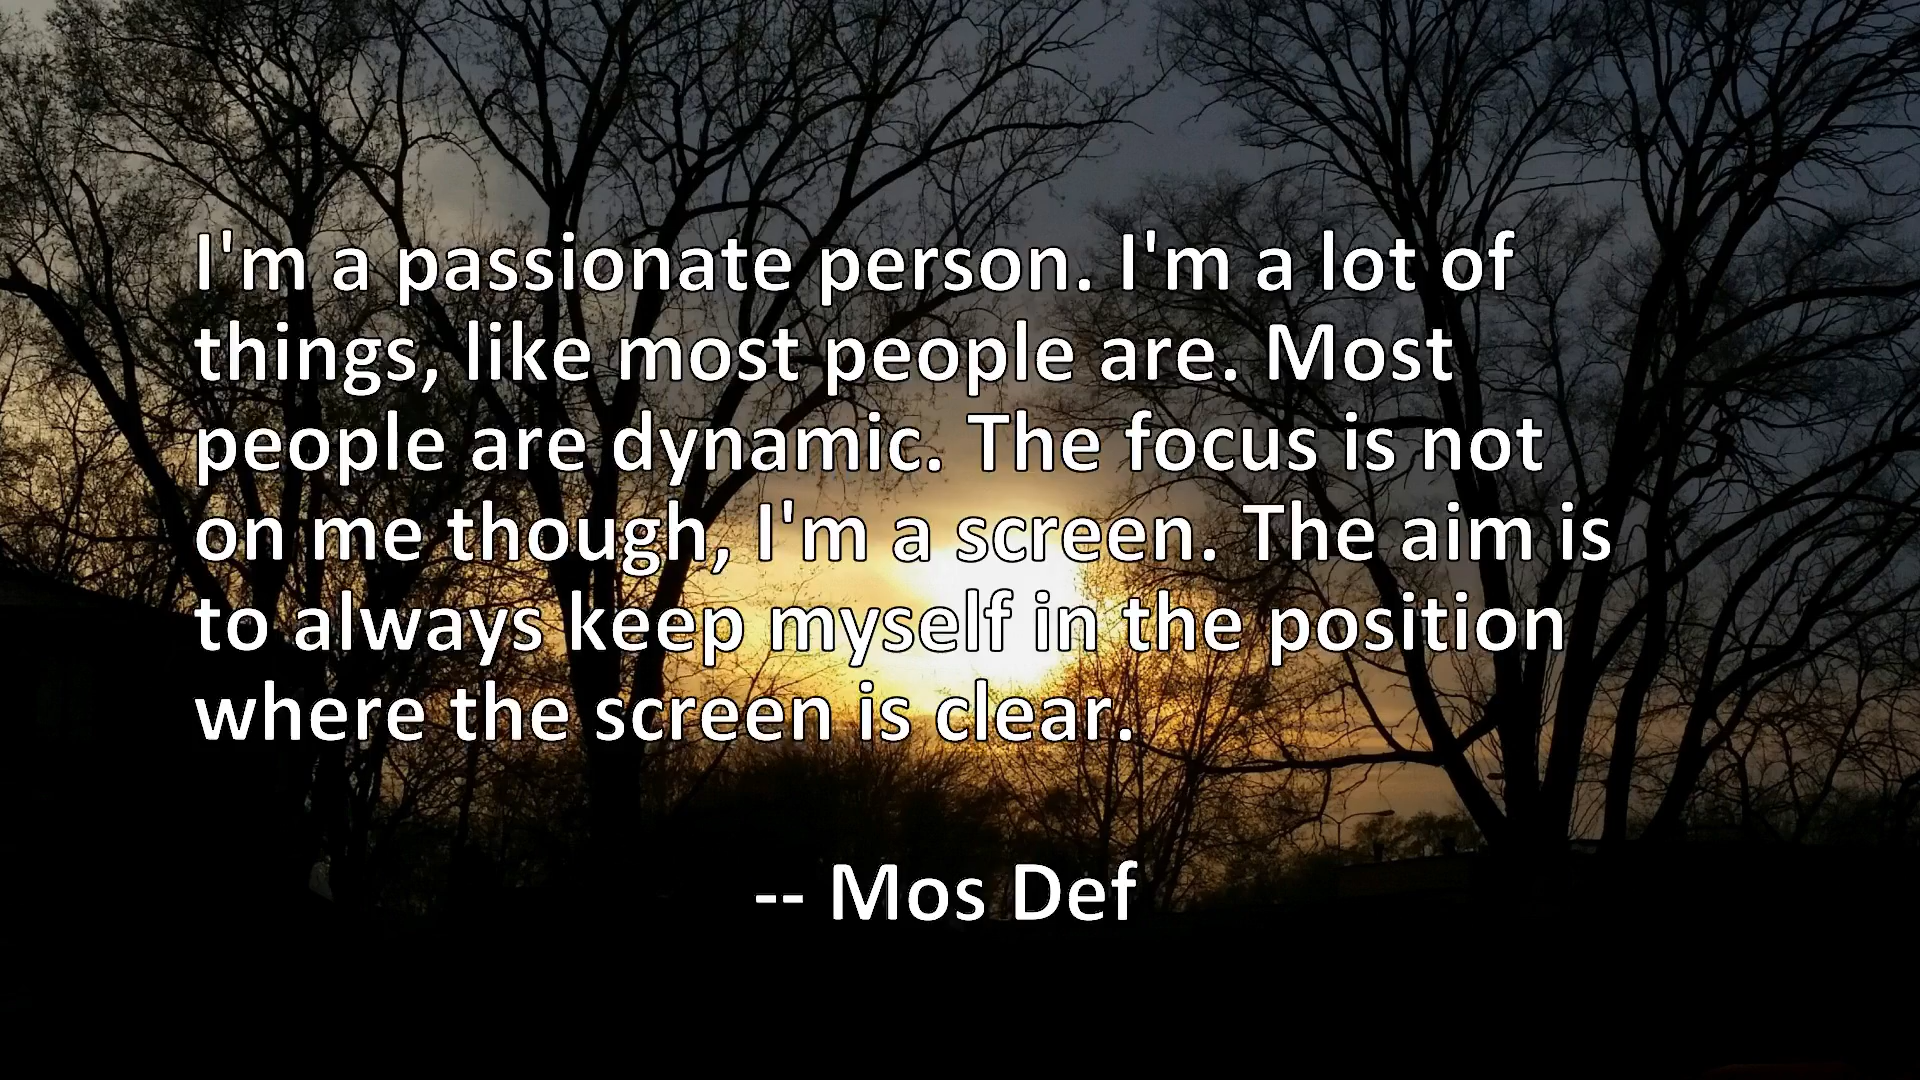 I'm a passionate person. I'm a lot of
things, like most people are. Most
people are dynamic. The focus is not
on me though, I'm a screen. The aim is
to always keep myself in the position
where the screen is clear.
-- Mos Def